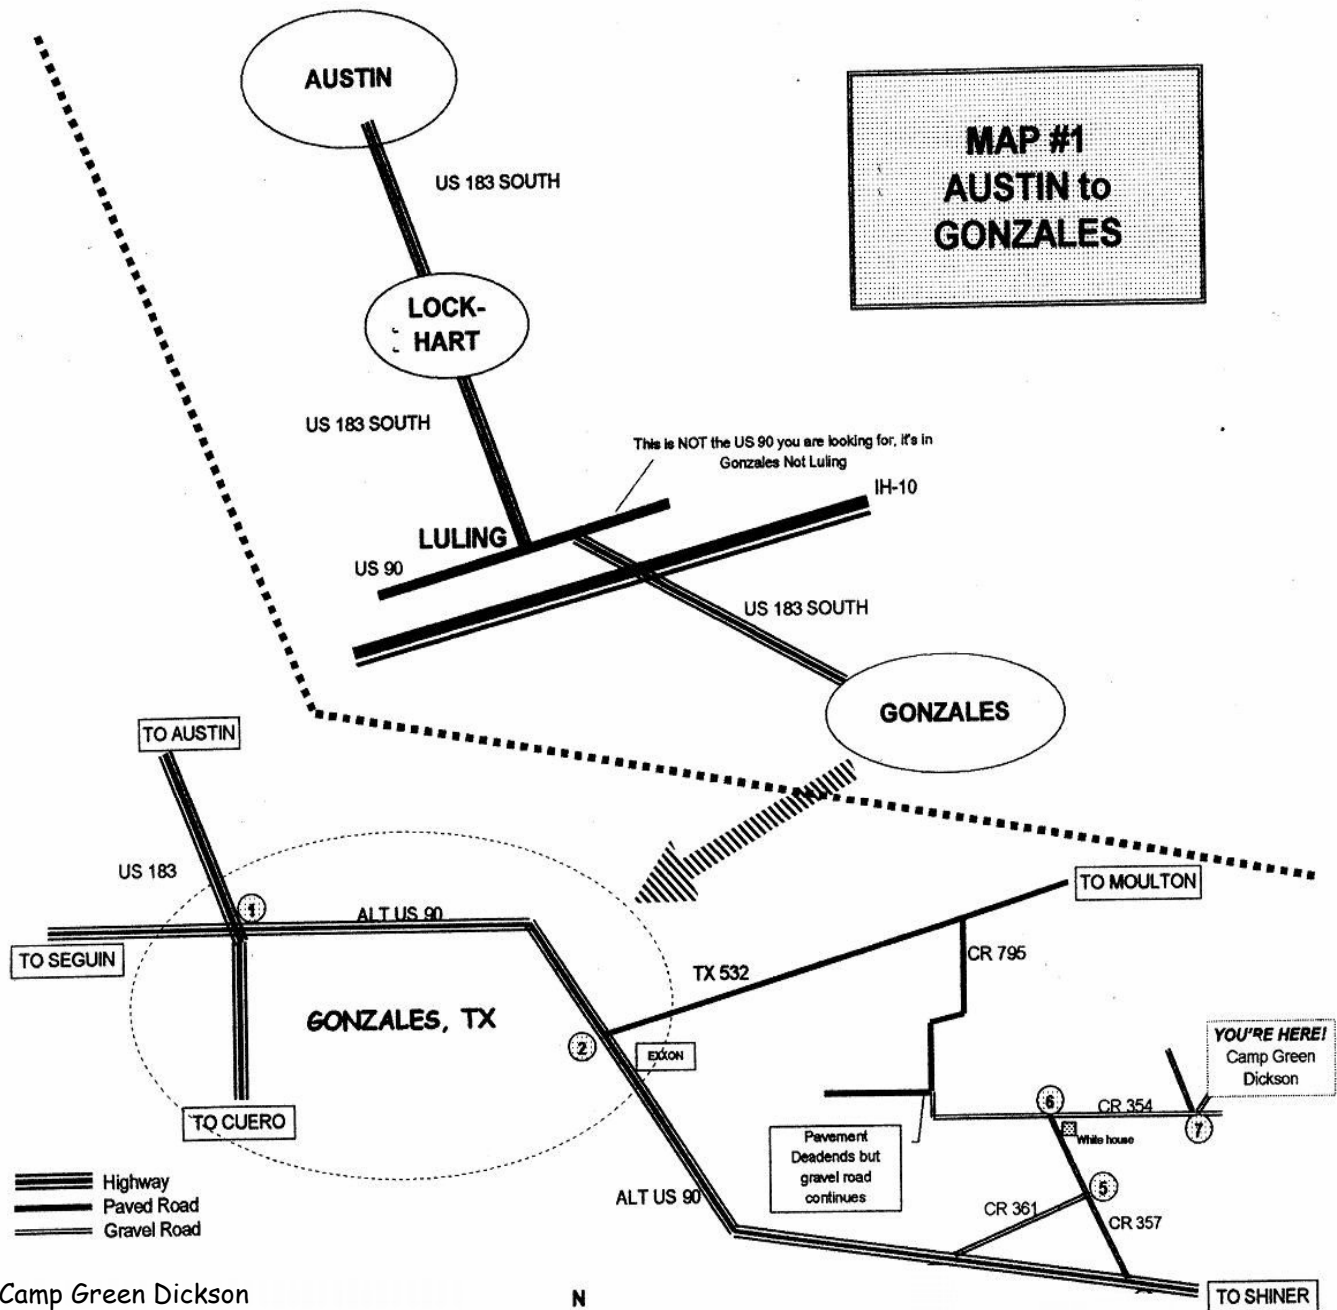 AUSTIN
US 183 SOUTH
MAP #1
AUSTIN to
GONZALES
LOCK-
HART
US 183 SOUTH
This is NOT the US 90 you are looking for, it's in
Gonzales Not Luling
IH-10
LULING
US 90
US 183 SOUTH
GONZALES
TO AUSTIN
US 183
1
ALT US 90
TO SEGUIN
GONZALES, TX
TO MOULTON
TX 532
CR 795
2
EXXON
YOU'RE HERE!
Camp Green
Dickson
TO CUERO
6
CR 354
7
White house
Pavement
Deadends but
gravel road
continues
Highway
Paved Road
Gravel Road
ALT US 90
5
CR 361
CR 357
Camp Green Dickson
N
TO SHINER